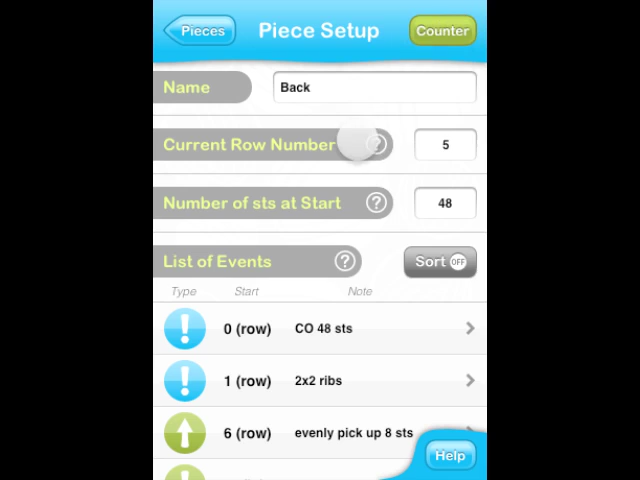 Pieces Piece Setup Counter
Name Back
Current Row Number ? 5
Number of sts at Start ? 48
List of Events ? Sort OFF
Type Start Note
! 0 (row) CO 48 sts
! 1 (row) 2x2 ribs
6 (row) evenly pick up 8 sts
Help